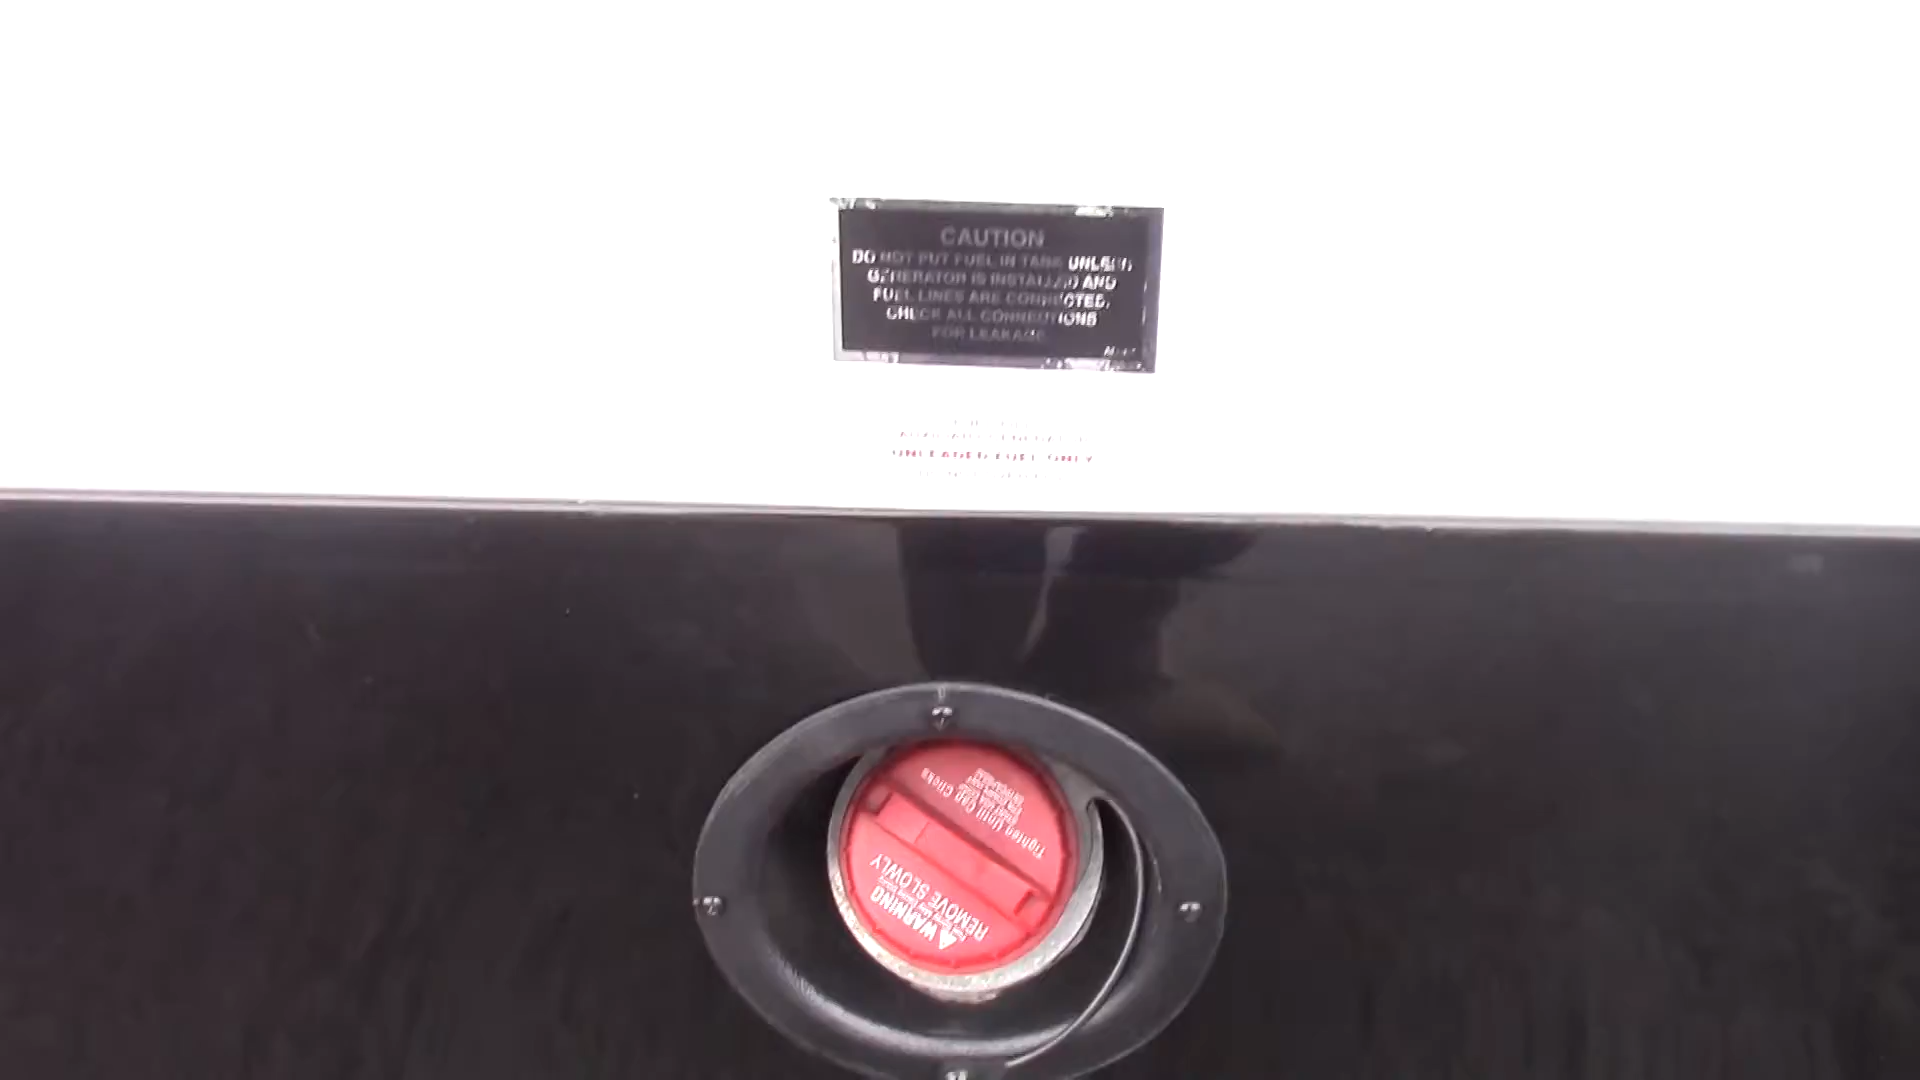 CAUTION
DO NOT PUT FUEL IN TANK UNLESS
GENERATOR IS INSTALLED AND
FUEL LINES ARE CONNECTED.
CHECK ALL CONNECTIONS
FOR LEAKAGE
UNLEADED FUEL ONLY
Tighten Until Cap Clicks
WARNING
REMOVE SLOWLY